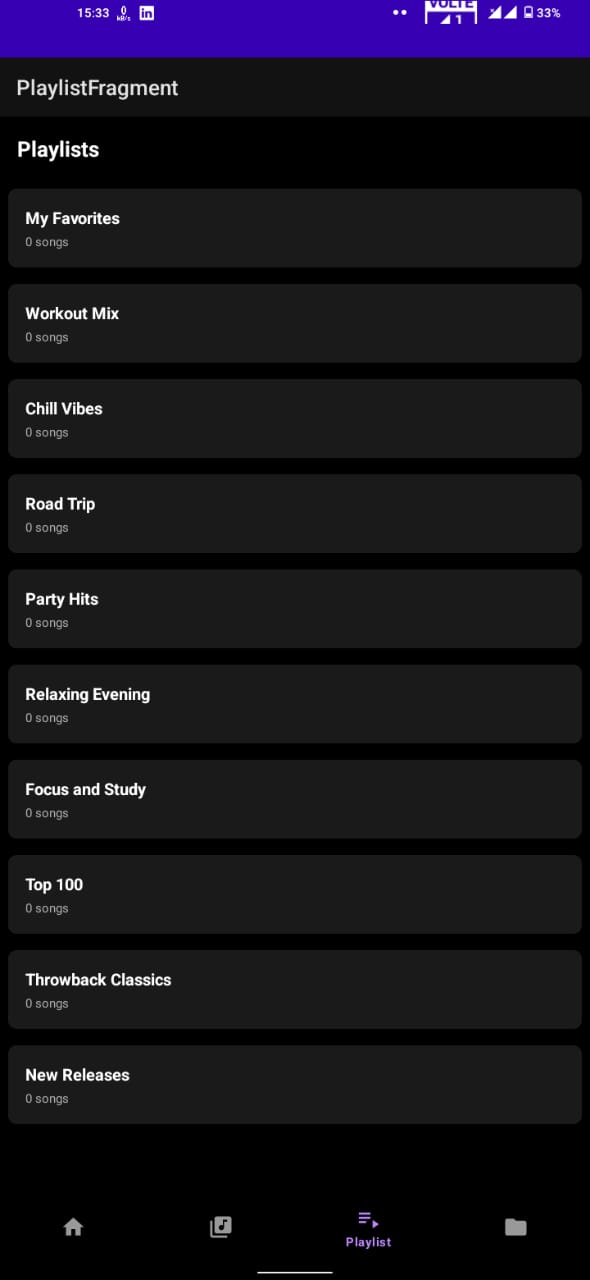 15:33 0 kB/s in VOLTE 1 33%
PlaylistFragment
Playlists
My Favorites
0 songs
Workout Mix
0 songs
Chill Vibes
0 songs
Road Trip
0 songs
Party Hits
0 songs
Relaxing Evening
0 songs
Focus and Study
0 songs
Top 100
0 songs
Throwback Classics
0 songs
New Releases
0 songs
Playlist